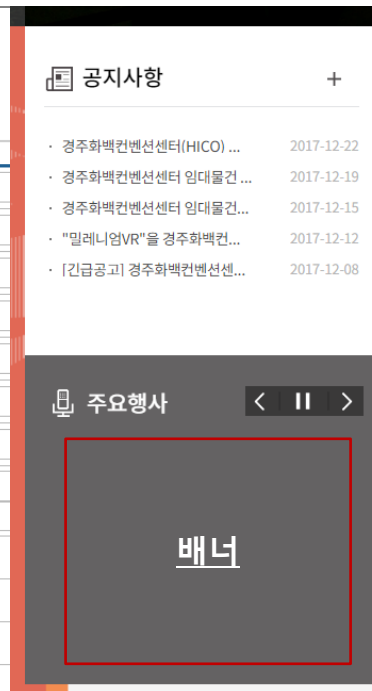 공지사항 +
· 경주화백컨벤션센터(HICO) ... 2017-12-22
· 경주화백컨벤션센터 임대물건 ... 2017-12-19
· 경주화백컨벤션센터 임대물건... 2017-12-15
· "밀레니엄VR"을 경주화백컨... 2017-12-12
· [긴급공고] 경주화백컨벤션센... 2017-12-08
주요행사
배너